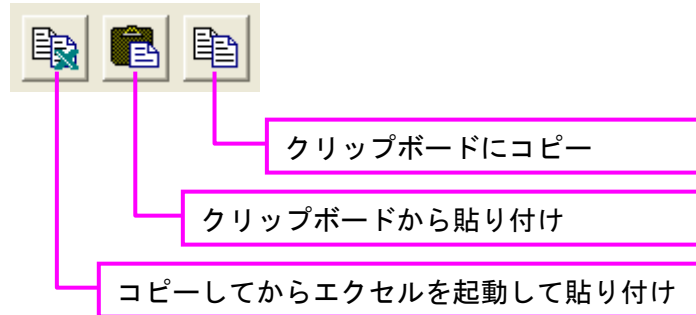 クリップボードにコピー
クリップボードから貼り付け
コピーしてからエクセルを起動して貼り付け